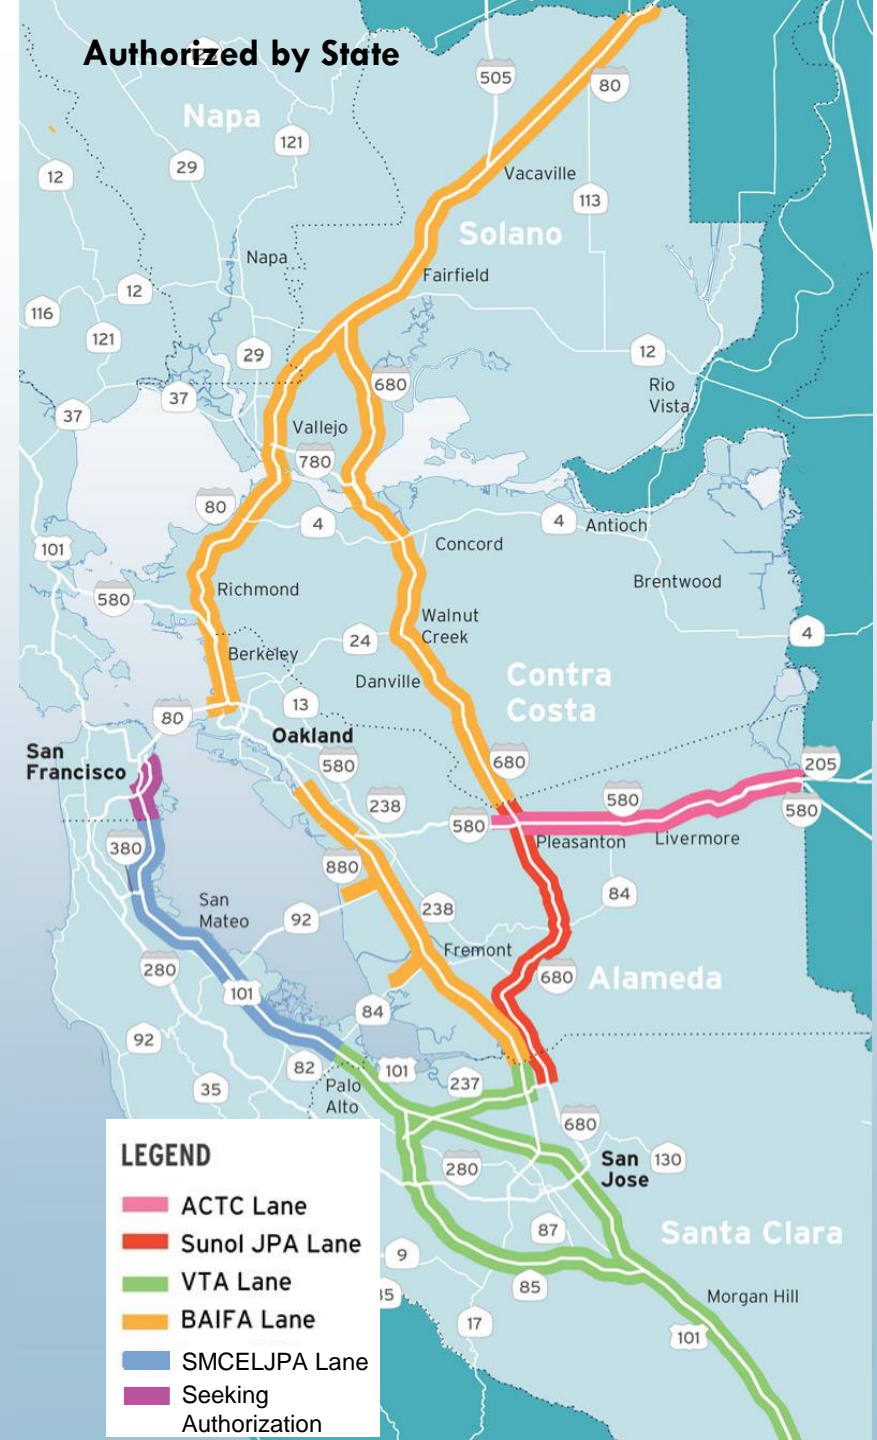 Authorized by State
505
80
Napa
121
29
12
Vacaville
113
Solano
Napa
Fairfield
12
116
121
29
12
680
Rio
Vista
37
37
Vallejo
780
80
4
4
Antioch
101
Concord
580
Richmond
Brentwood
Walnut
Creek
24
4
Berkeley
Danville
Contra
Costa
13
80
Oakland
San
Francisco
580
680
205
580
238
580
580
Pleasanton
Livermore
380
880
84
San
Mateo
92
238
Fremont
280
680
Alameda
101
84
92
82
101
237
35
Palo
Alto
680
280
San
Jose
130
87
Santa Clara
9
85
35
Morgan Hill
17
101
LEGEND
ACTC Lane
Sunol JPA Lane
VTA Lane
BAIFA Lane
SMCELJPA Lane
Seeking
Authorization